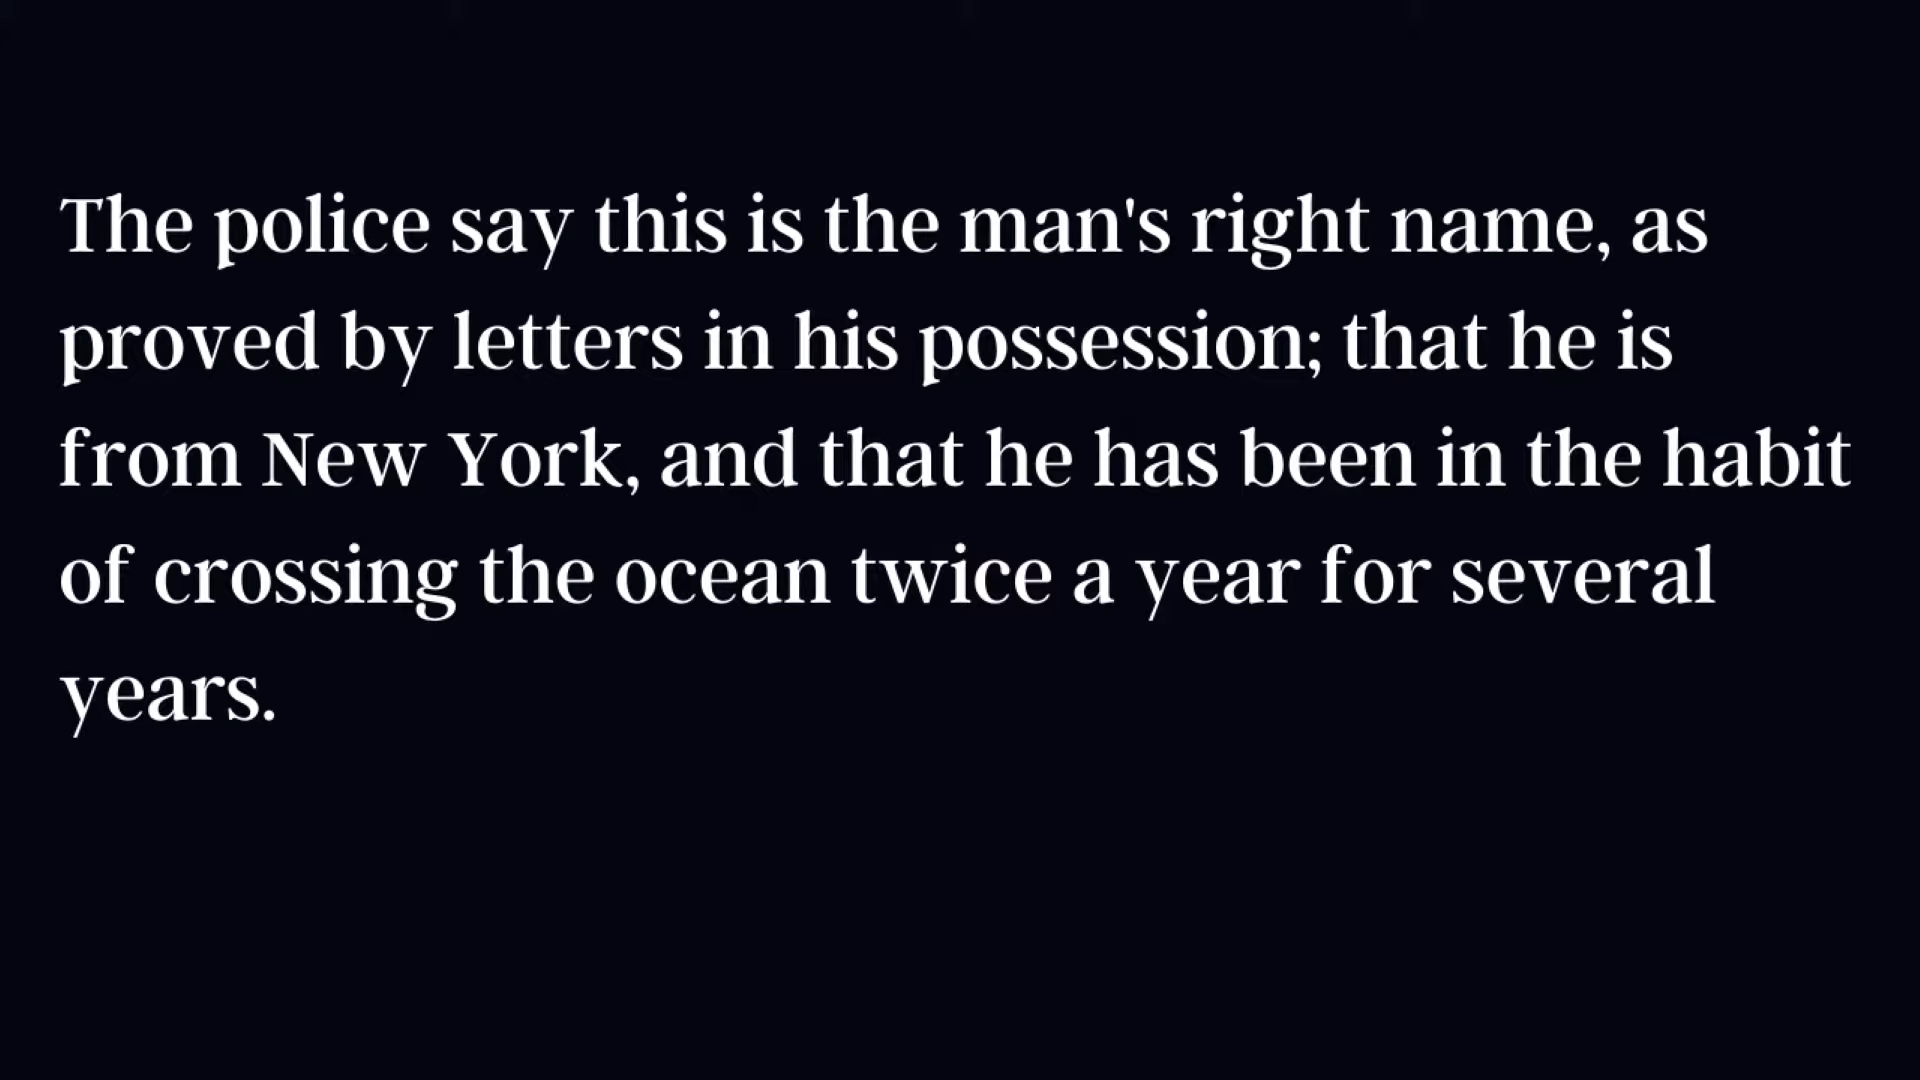 The police say this is the man's right name, as
proved by letters in his possession; that he is
from New York, and that he has been in the habit
of crossing the ocean twice a year for several
years.